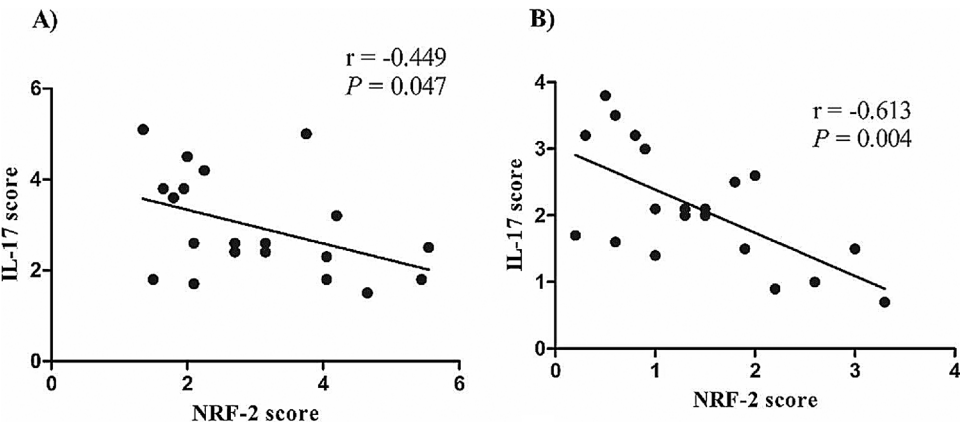 A)
r = -0.449
P = 0.047
6
4
2
0
IL-17 score
0
2
4
6
NRF-2 score
B)
r = -0.613
P = 0.004
4
3
2
1
0
IL-17 score
0
1
2
3
4
NRF-2 score